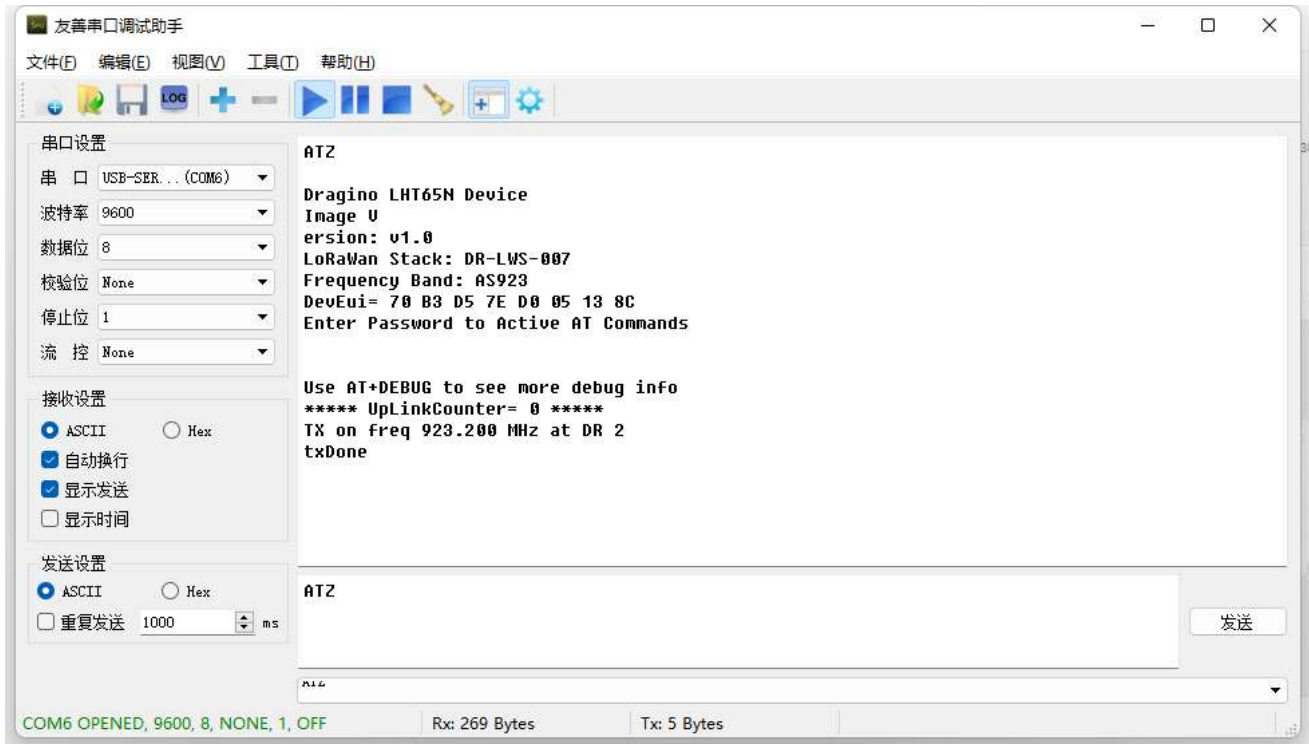 友善串口调试助手
文件(F) 编辑(E) 视图(V) 工具(T) 帮助(H)
LOG
串口设置
串 口 USB-SER...(COM6)
波特率 9600
数据位 8
校验位 None
停止位 1
流 控 None
接收设置
ASCII Hex
自动换行
显示发送
显示时间
发送设置
ASCII Hex
重复发送 1000 ms
ATZ
Dragino LHT65N Device
Image V
ersion: v1.0
LoRaWan Stack: DR-LWS-007
Frequency Band: AS923
DevEui= 70 B3 D5 7E D0 05 13 8C
Enter Password to Active AT Commands
Use AT+DEBUG to see more debug info
***** UpLinkCounter= 0 *****
TX on freq 923.200 MHz at DR 2
txDone
ATZ
发送
ATZ
COM6 OPENED, 9600, 8, NONE, 1, OFF Rx: 269 Bytes Tx: 5 Bytes